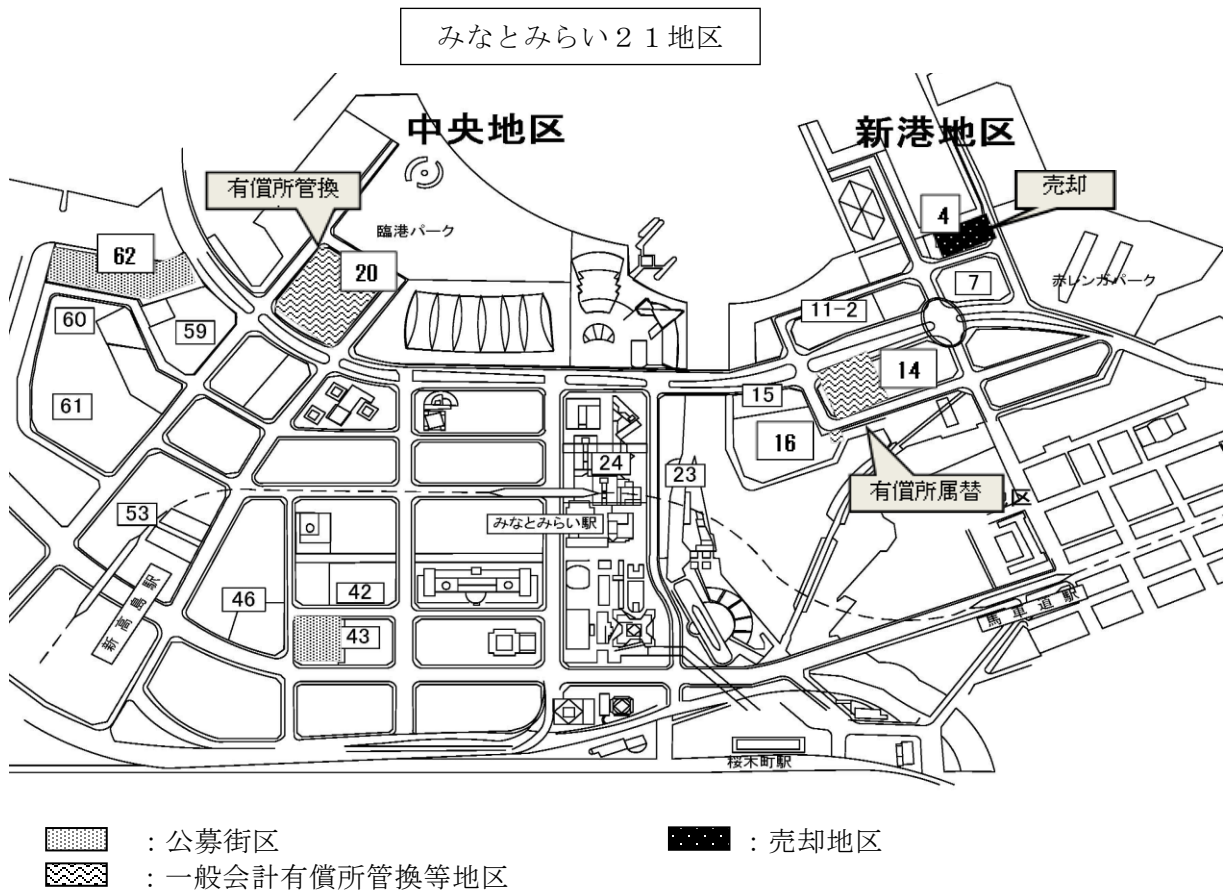 みなとみらい２１地区
中央地区
新港地区
有償所管換
売却
臨港パーク
4
62
20
7
赤レンガパーク
60
59
11-2
14
61
15
16
24
23
有償所属替
地区
53
みなとみらい駅
46
42
新高島駅
43
馬車道駅
桜木町駅
：公募街区
：売却地区
：一般会計有償所管換等地区